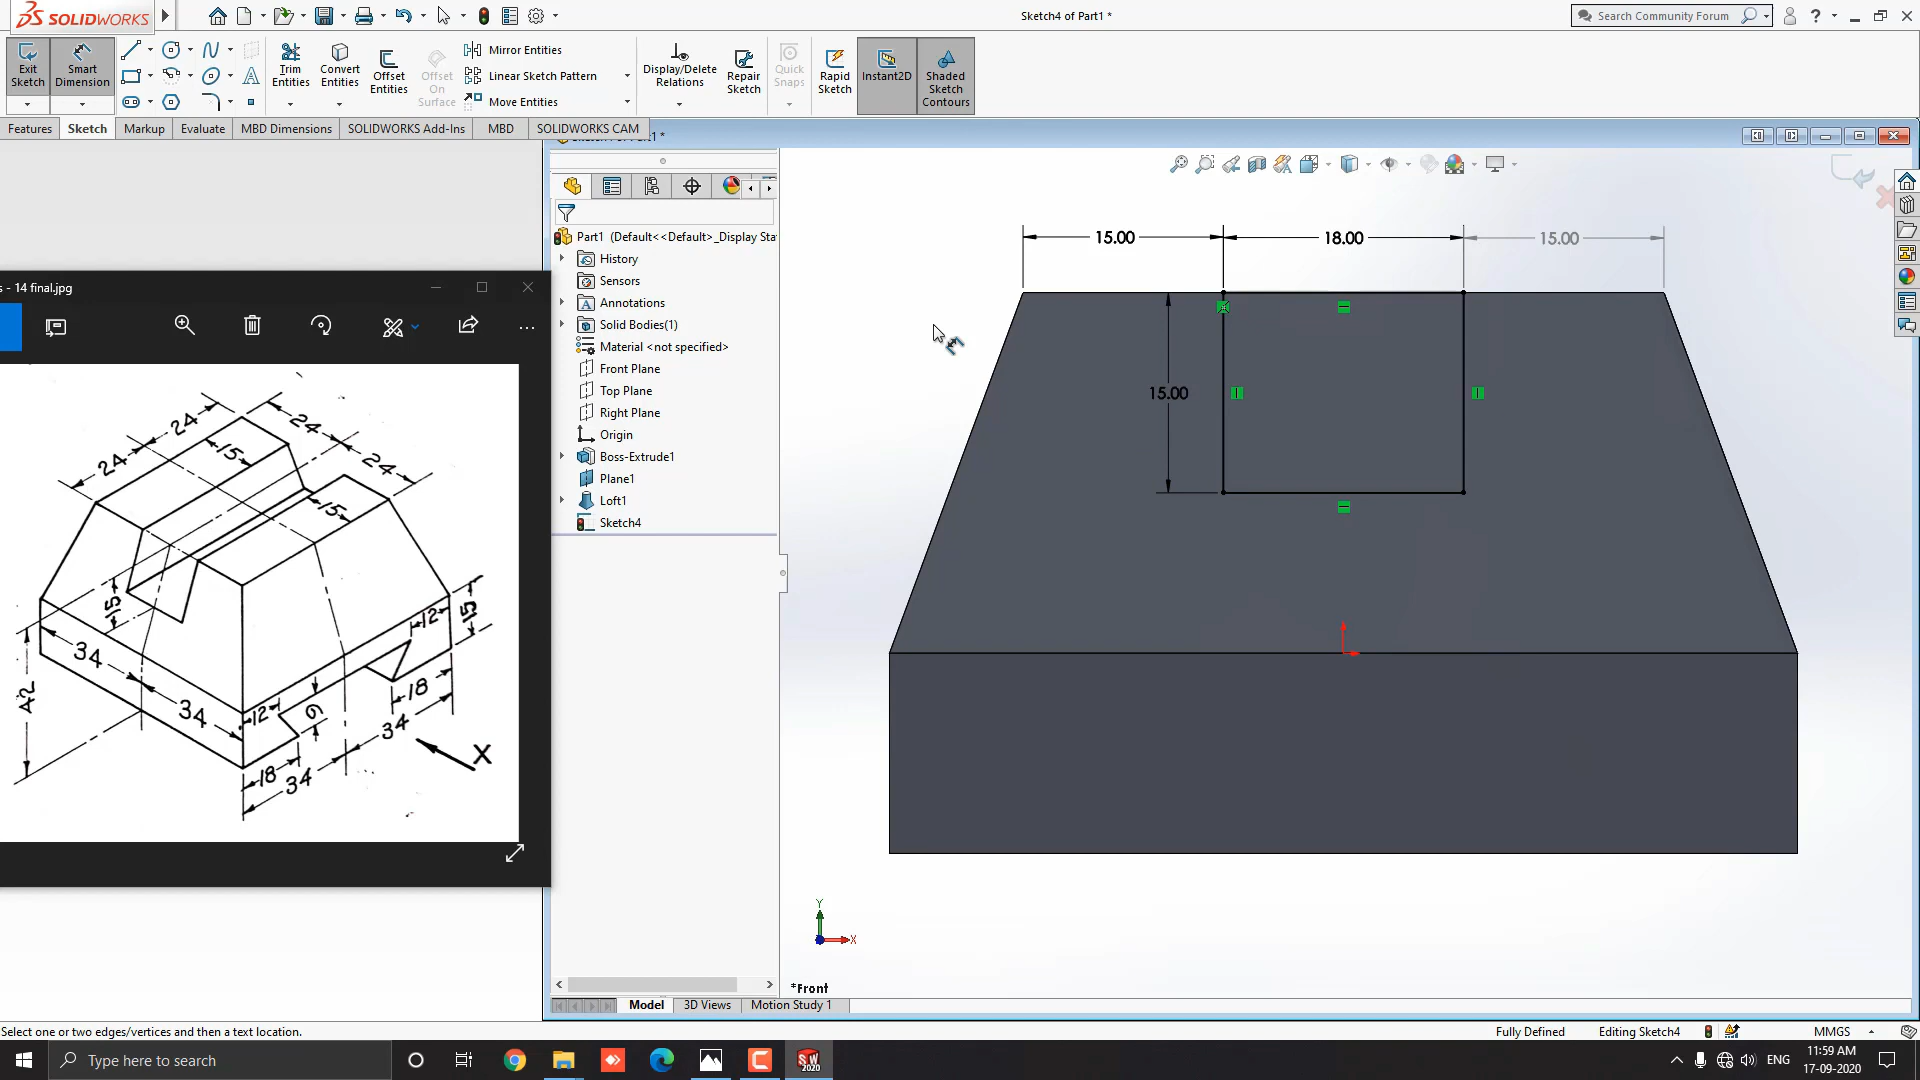 SOLIDWORKS
Sketch4 of Part1 *
Search Community Forum
Exit Sketch
Smart Dimension
Trim Entities
Convert Entities
Offset Entities
Offset On Surface
Mirror Entities
Linear Sketch Pattern
Move Entities
Display/Delete Relations
Repair Sketch
Quick Snaps
Rapid Sketch
Instant2D
Shaded Sketch Contours
Features
Sketch
Markup
Evaluate
MBD Dimensions
SOLIDWORKS Add-Ins
MBD
SOLIDWORKS CAM
Part1 (Default<<Default>_Display Sta
History
Sensors
Annotations
Solid Bodies(1)
Material <not specified>
Front Plane
Top Plane
Right Plane
Origin
Boss-Extrude1
Plane1
Loft1
Sketch4
s - 14 final.jpg
24
24
24
24
15
15
15
12
15
34
42
34
12
9
18
34
18
34
X
15.00
18.00
15.00
15.00
Y
X
*Front
Model
3D Views
Motion Study 1
Select one or two edges/vertices and then a text location.
Fully Defined
Editing Sketch4
MMGS
Type here to search
SW
2020
ENG
11:59 AM
17-09-2020